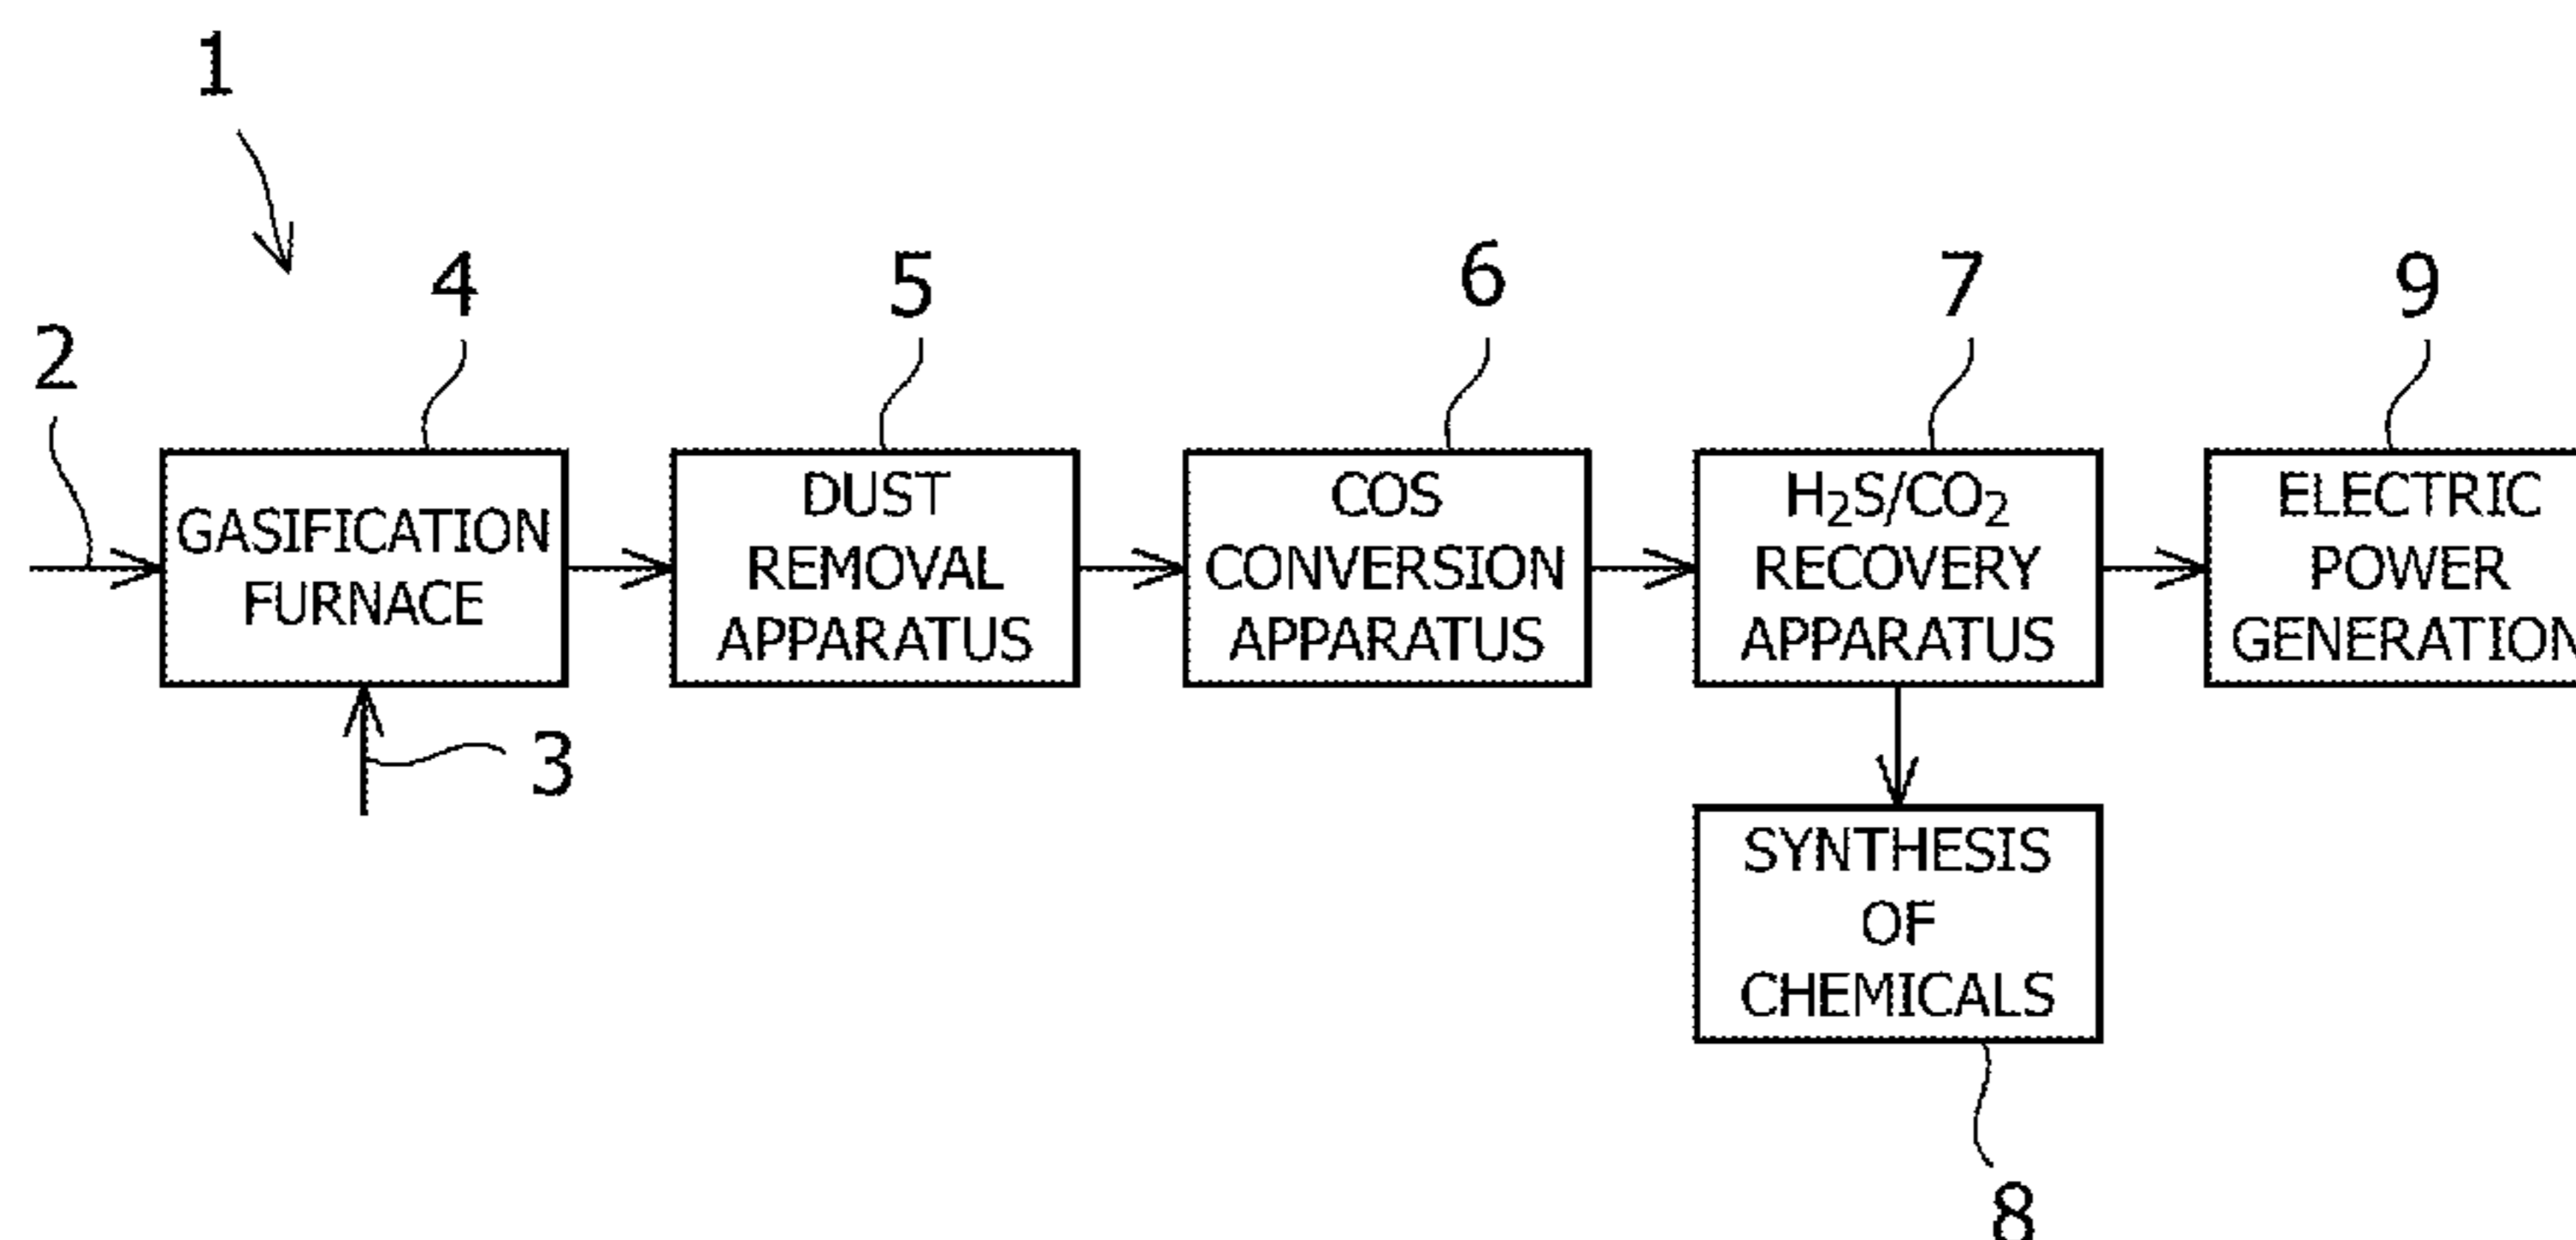 1
2
4
5
6
7
9
GASIFICATION
FURNACE
DUST
REMOVAL
APPARATUS
COS
CONVERSION
APPARATUS
H₂S/CO₂
RECOVERY
APPARATUS
ELECTRIC
POWER
GENERATION
3
SYNTHESIS
OF
CHEMICALS
8